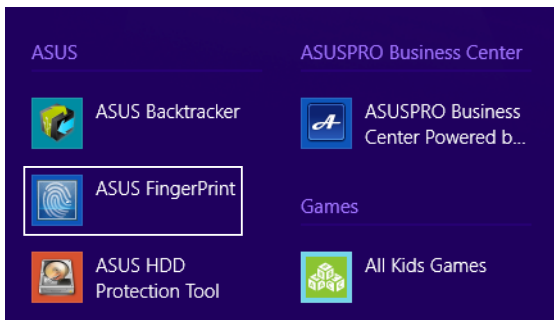 ASUS
ASUS Backtracker
ASUS FingerPrint
ASUS HDD
Protection Tool
ASUSPRO Business Center
ASUSPRO Business
Center Powered b...
Games
All Kids Games